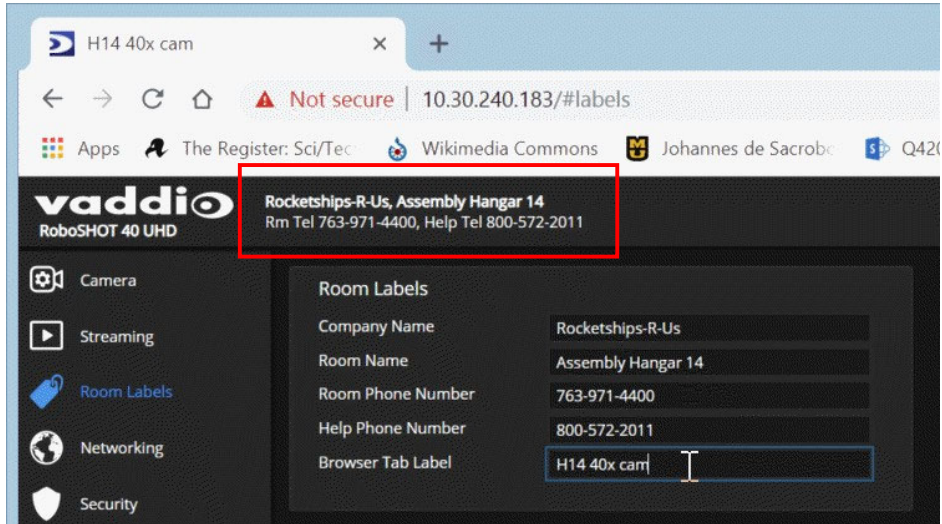 H14 40x cam
Not secure | 10.30.240.183/#labels
Apps The Register: Sci/Tec Wikimedia Commons Johannes de Sacrobo Q420
vaddio
RoboSHOT 40 UHD
Rocketships-R-Us, Assembly Hangar 14
Rm Tel 763-971-4400, Help Tel 800-572-2011
Camera
Streaming
Room Labels
Networking
Security
Room Labels
Company Name Rocketships-R-Us
Room Name Assembly Hangar 14
Room Phone Number 763-971-4400
Help Phone Number 800-572-2011
Browser Tab Label H14 40x cam